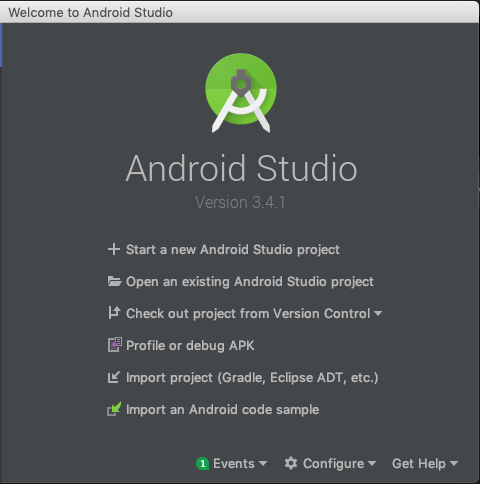 Welcome to Android Studio
Android Studio
Version 3.4.1
Start a new Android Studio project
Open an existing Android Studio project
Check out project from Version Control
Profile or debug APK
Import project (Gradle, Eclipse ADT, etc.)
Import an Android code sample
1 Events Configure Get Help